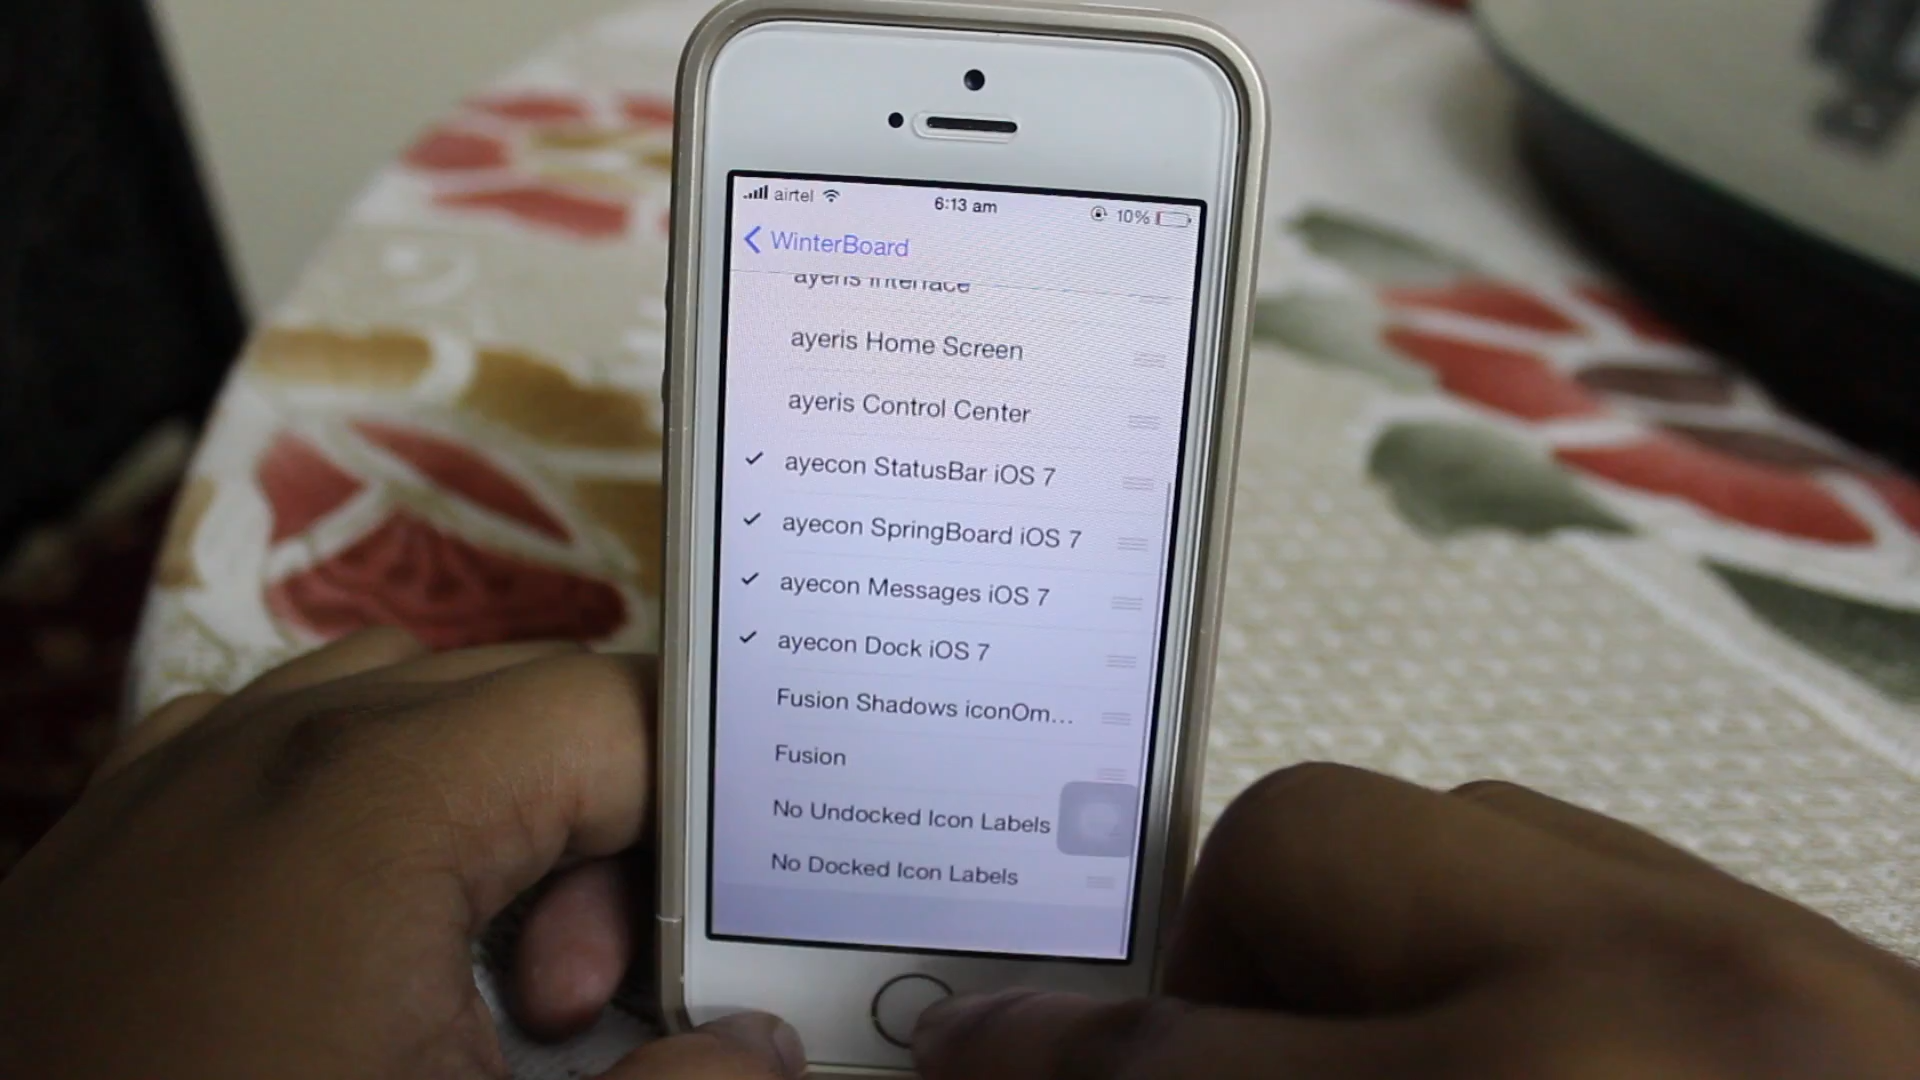 airtel 6:13 am 10%
WinterBoard
ayeris Interface
ayeris Home Screen
ayeris Control Center
ayecon StatusBar iOS 7
ayecon SpringBoard iOS 7
ayecon Messages iOS 7
ayecon Dock iOS 7
Fusion Shadows iconOm...
Fusion
No Undocked Icon Labels
No Docked Icon Labels